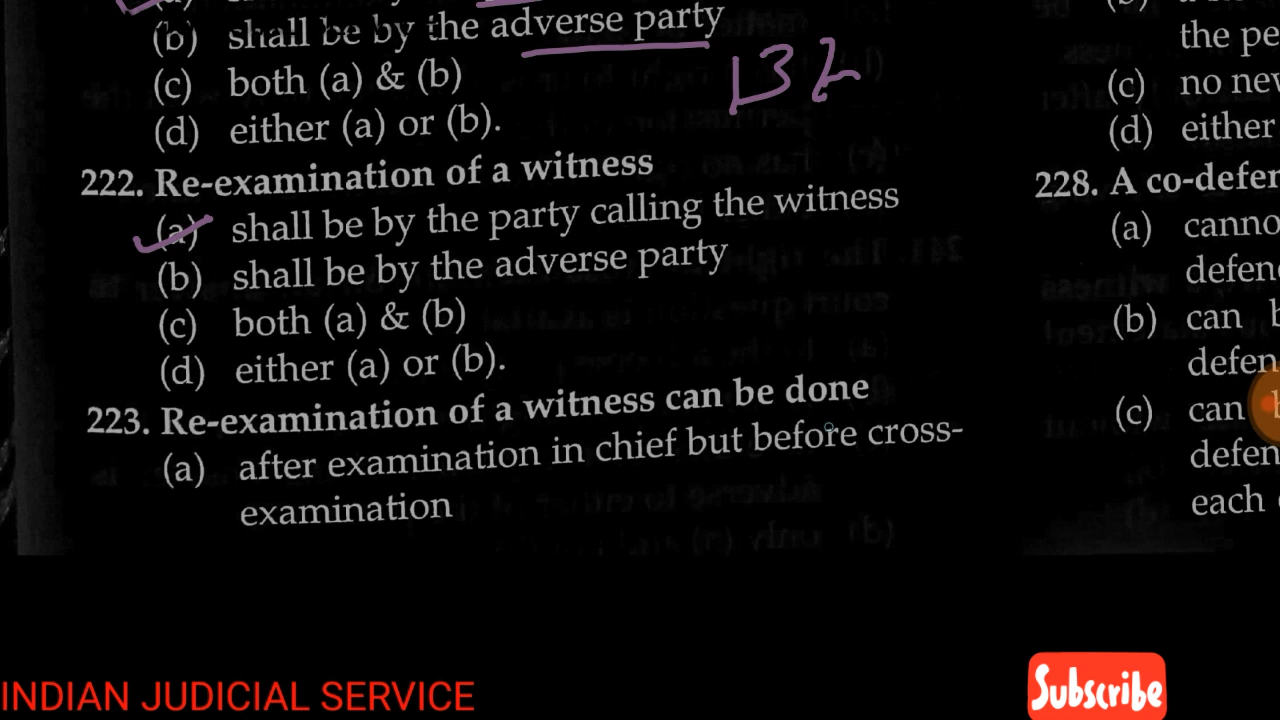 (b) shall be by the adverse party
(c) both (a) & (b)
(d) either (a) or (b).
132
222. Re-examination of a witness
(a) shall be by the party calling the witness
(b) shall be by the adverse party
(c) both (a) & (b)
(d) either (a) or (b).
223. Re-examination of a witness can be done
(a) after examination in chief but before cross-
examination
the pe
(c) no new
(d) either
228. A co-defen
(a) canno
defenc
(b) can b
defen
(c) can b
defen
each
INDIAN JUDICIAL SERVICE
Subscribe